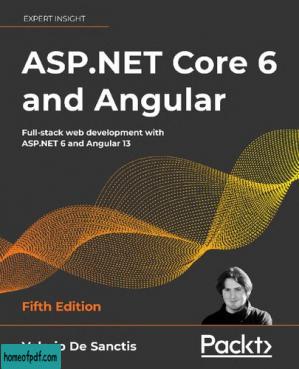 EXPERT INSIGHT
ASP.NET Core 6
and Angular
Full-stack web development with
ASP.NET 6 and Angular 13
Fifth Edition
De Sanctis
Packt>
homeofpdf.com